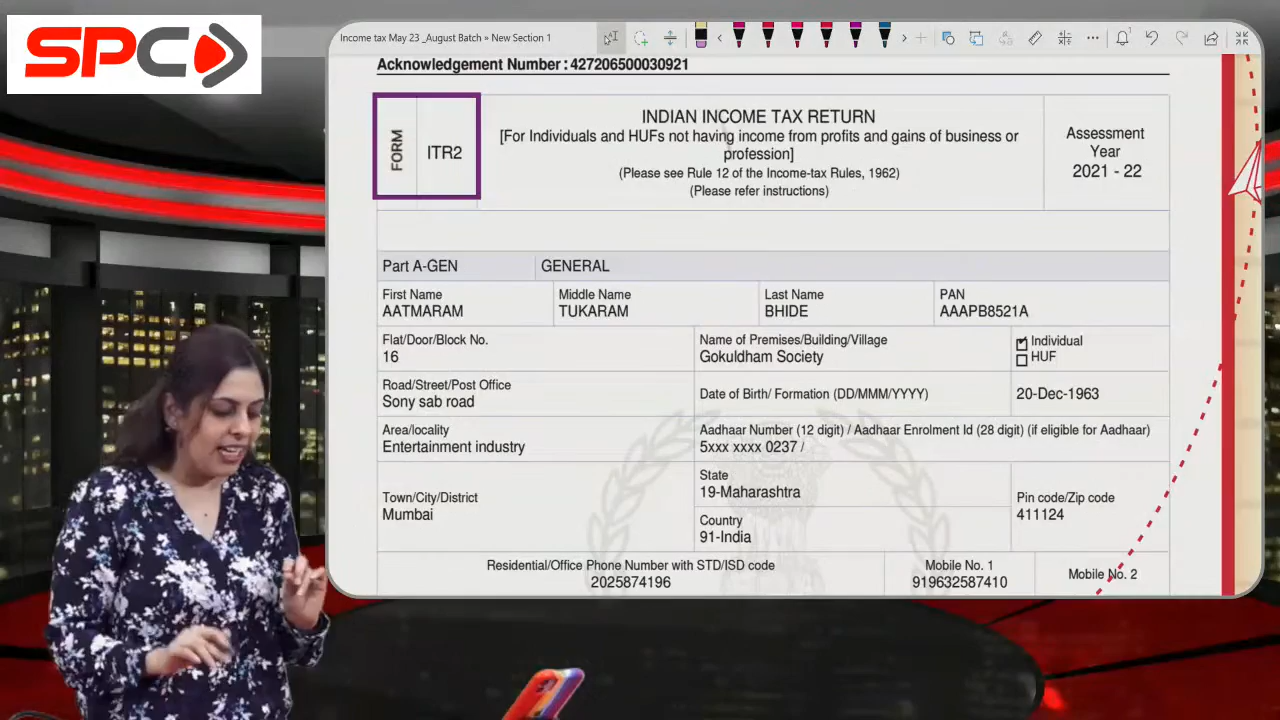 SPC
Income tax May 23 _August Batch » New Section 1
Acknowledgement Number : 427206500030921
FORM
ITR2
INDIAN INCOME TAX RETURN
[For Individuals and HUFs not having income from profits and gains of business or
profession]
(Please see Rule 12 of the Income-tax Rules, 1962)
(Please refer instructions)
Assessment
Year
2021 - 22
Part A-GEN GENERAL
First Name Middle Name Last Name PAN
AATMARAM TUKARAM BHIDE AAAPB8521A
Flat/Door/Block No.
16
Name of Premises/Building/Village
Gokuldham Society
Individual
HUF
Road/Street/Post Office
Sony sab road
Date of Birth/ Formation (DD/MMM/YYYY)
20-Dec-1963
Area/locality
Entertainment industry
Aadhaar Number (12 digit) / Aadhaar Enrolment Id (28 digit) (if eligible for Aadhaar)
5xxx xxxx 0237 /
Town/City/District
Mumbai
State
19-Maharashtra
Country
91-India
Pin code/Zip code
411124
Residential/Office Phone Number with STD/ISD code
2025874196
Mobile No. 1
919632587410
Mobile No. 2